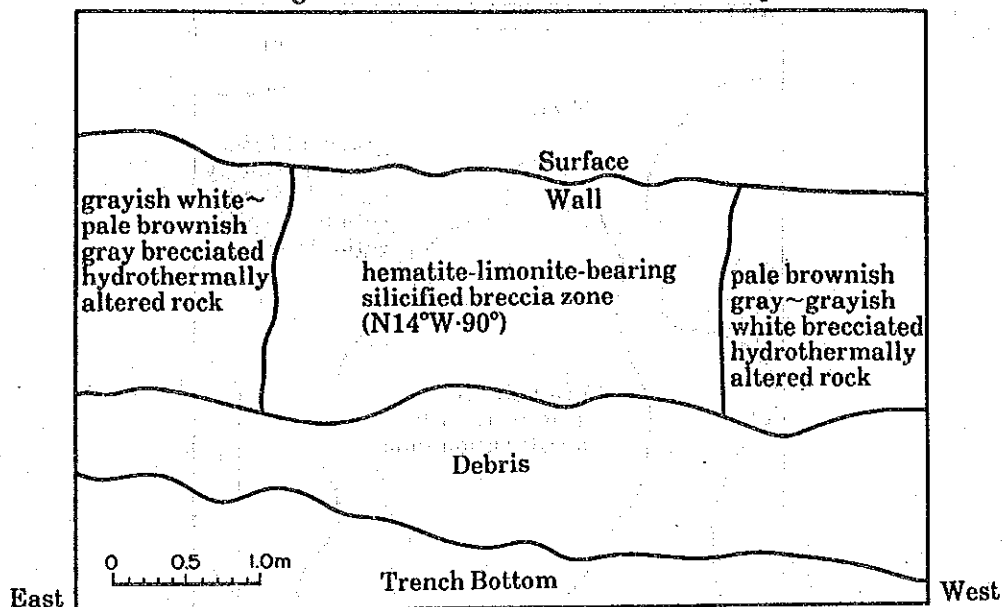 Surface
Wall
grayish white~
pale brownish
gray brecciated
hydrothermally
altered rock
hematite-limonite-bearing
silicified breccia zone
(N14°W·90°)
pale brownish
gray~grayish
white brecciated
hydrothermally
altered rock
Debris
0 0.5 1.0m
Trench Bottom
East
West